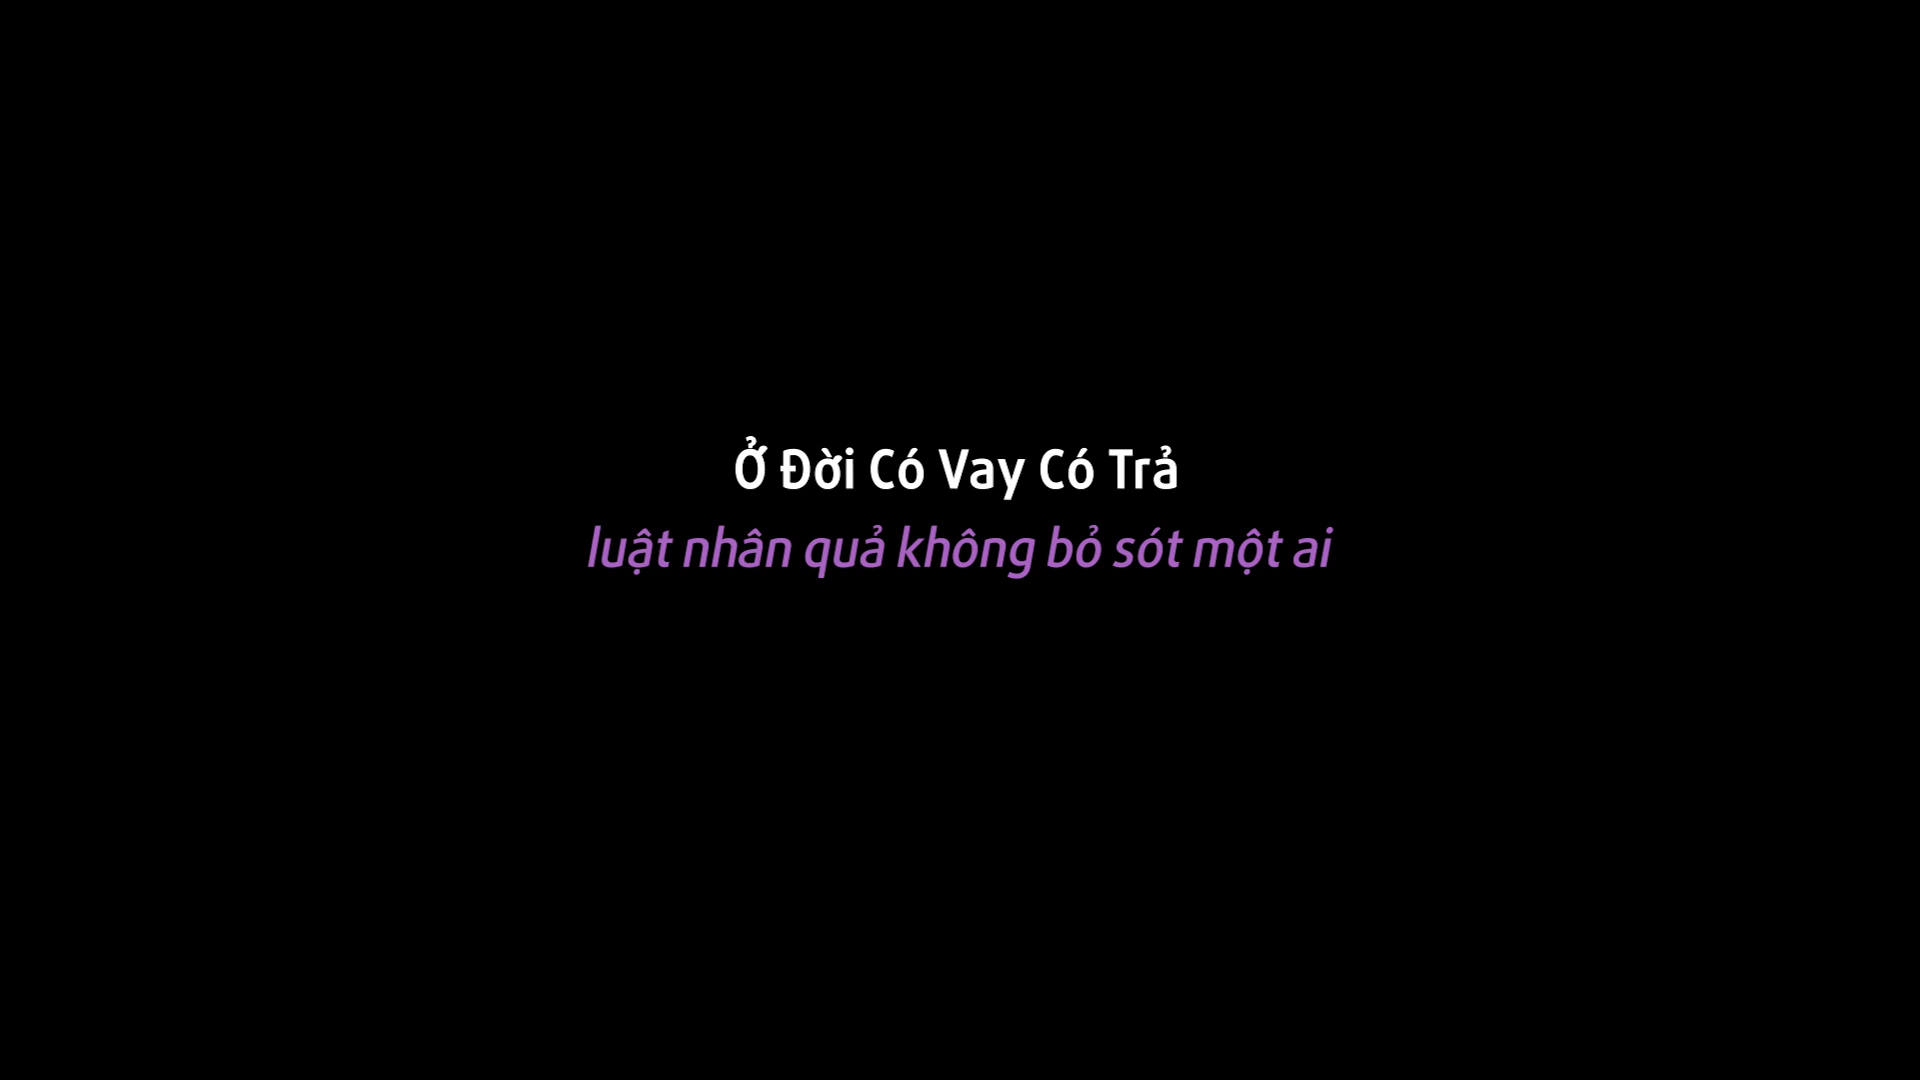 Ở Đời Có Vay Có Trả
luật nhân quả không bỏ sót một ai